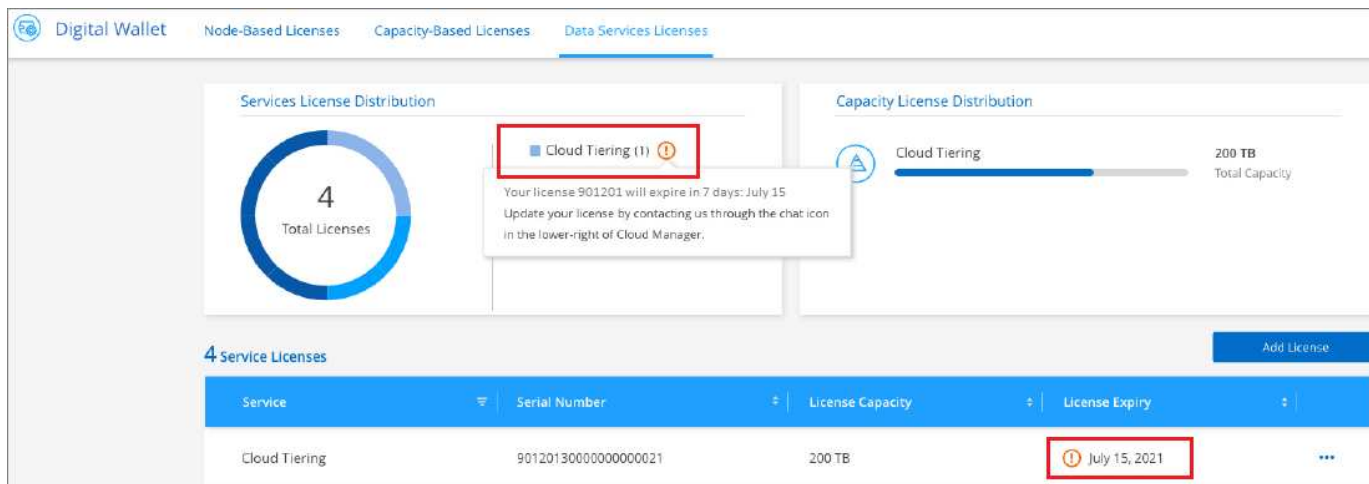 Digital Wallet
Node-Based Licenses
Capacity-Based Licenses
Data Services Licenses
Services License Distribution
4
Total Licenses
Cloud Tiering (1)
Your license 901201 will expire in 7 days: July 15
Update your license by contacting us through the chat icon
in the lower-right of Cloud Manager.
Capacity License Distribution
Cloud Tiering
200 TB
Total Capacity
4 Service Licenses
Add License
Service
Serial Number
License Capacity
License Expiry
Cloud Tiering
90120130000000000021
200 TB
July 15, 2021